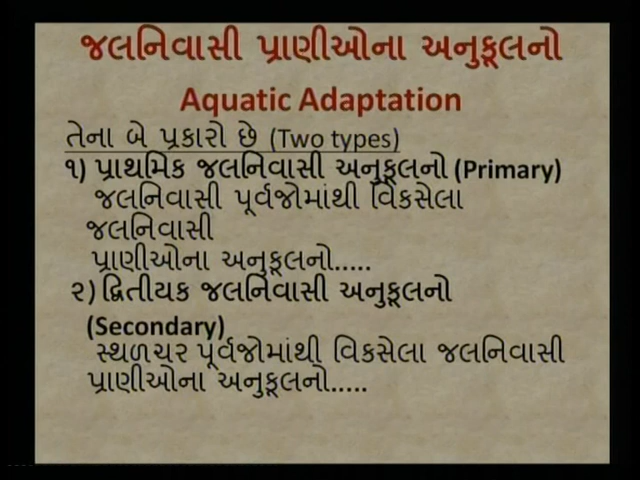 જલનિવાસી પ્રાણીઓના અનુકૂલનો
Aquatic Adaptation
તેના બે પ્રકારો છે (Two types)
૧) પ્રાથમિક જલનિવાસી અનુકૂલનો (Primary)
જલનિવાસી પૂર્વજોમાંથી વિકસેલા
જલનિવાસી
પ્રાણીઓના અનુકૂલનો.....
૨) દ્વિતીયક જલનિવાસી અનુકૂલનો
(Secondary)
સ્થળચર પૂર્વજોમાંથી વિકસેલા જલનિવાસી
પ્રાણીઓના અનુકૂલનો.....